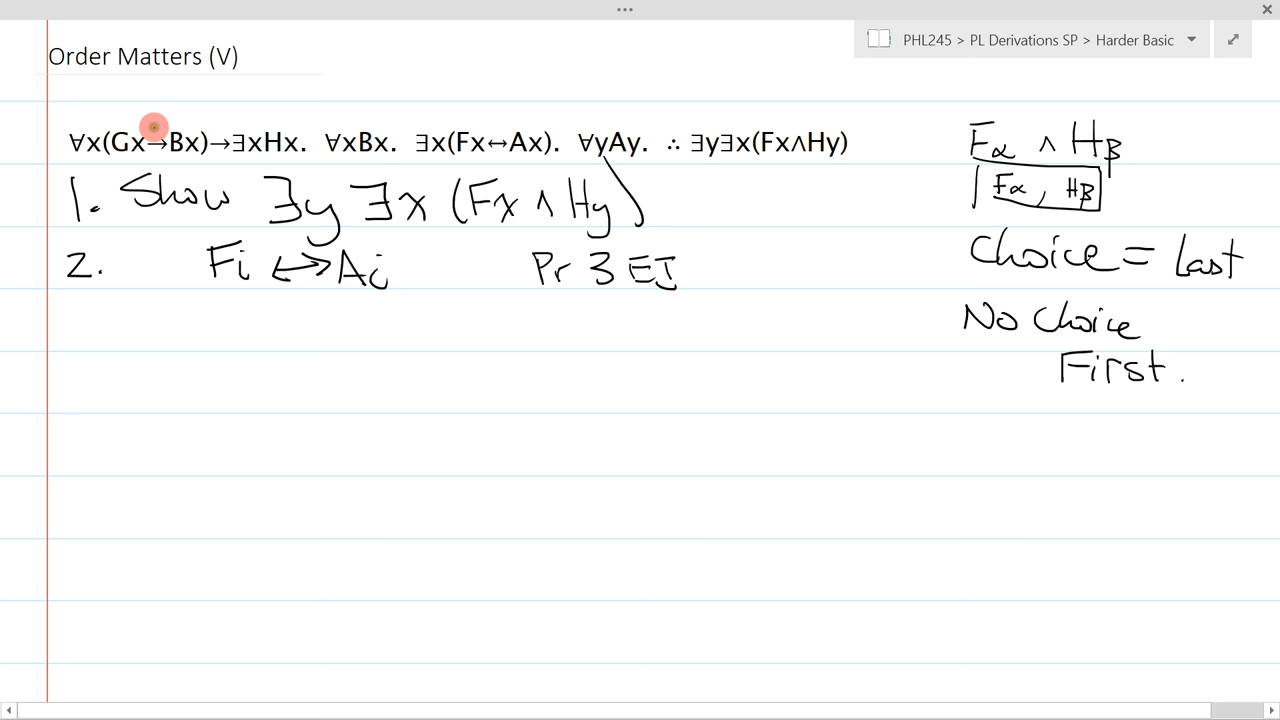 Order Matters (V)
PHL245 > PL Derivations SP > Harder Basic
∀x(Gx→Bx)→∃xHx. ∀xBx. ∃x(Fx↔Ax). ∀yAy. ∴ ∃y∃x(Fx∧Hy)
1. Show ∃y ∃x (Fx ∧ Hy)
2. Fi ↔ Ai Pr 3 EI
Fα ∧ Hβ
Fα, Hβ
Choice = Last
No Choice
First.